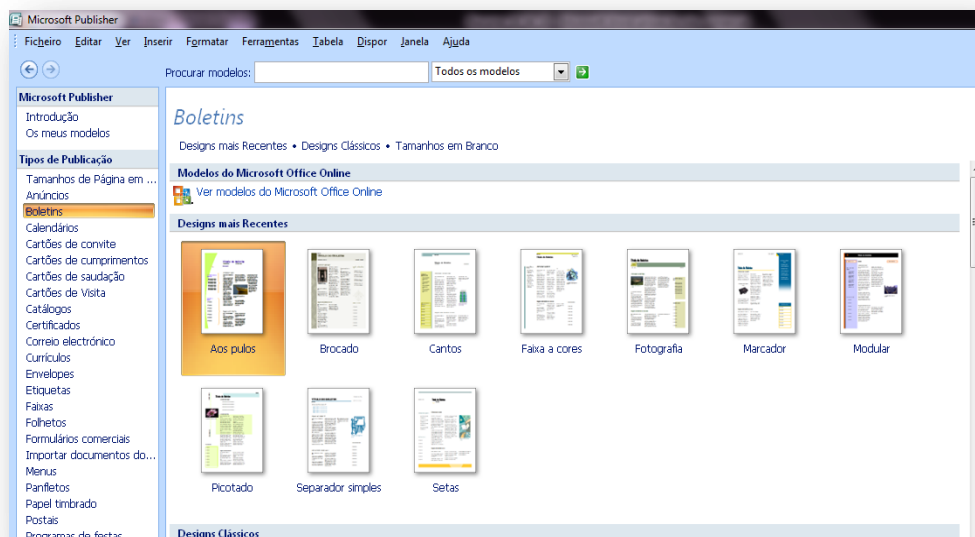 Microsoft Publisher
Ficheiro Editar Ver Inserir Formatar Ferramentas Tabela Dispor Janela Ajuda
Procurar modelos: Todos os modelos
Microsoft Publisher
Introdução
Os meus modelos
Tipos de Publicação
Tamanhos de Página em ...
Anúncios
Boletins
Calendários
Cartões de convite
Cartões de cumprimentos
Cartões de saudação
Cartões de Visita
Catálogos
Certificados
Correio electrónico
Currículos
Envelopes
Etiquetas
Faixas
Folhetos
Formulários comerciais
Importar documentos do...
Menus
Panfletos
Papel timbrado
Postais
Programas de festas
Boletins
Designs mais Recentes • Designs Clássicos • Tamanhos em Branco
Modelos do Microsoft Office Online
Ver modelos do Microsoft Office Online
Designs mais Recentes
Aos pulos Brocado Cantos Faixa a cores Fotografia Marcador Modular
Picotado Separador simples Setas
Designs Clássicos